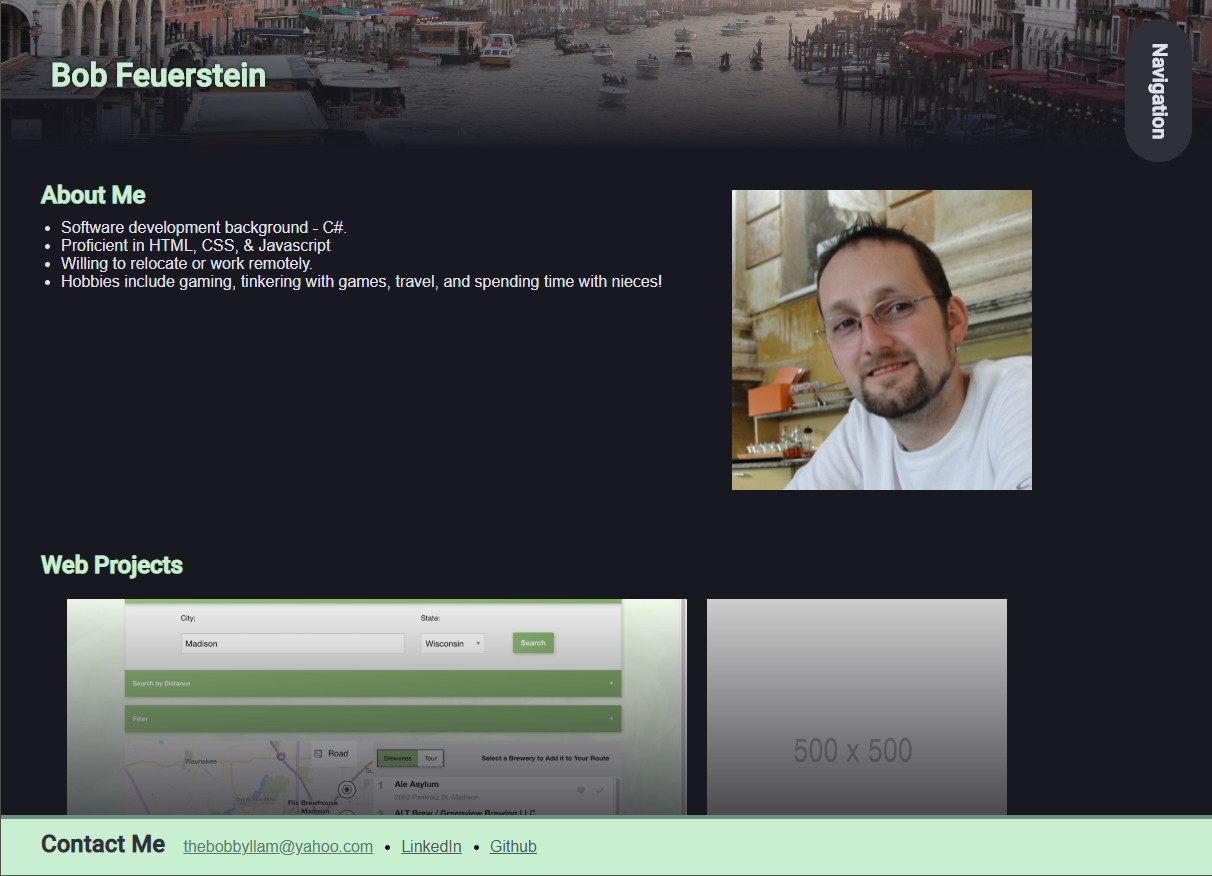 Bob Feuerstein
Navigation
About Me
Software development background - C#.
Proficient in HTML, CSS, & Javascript
Willing to relocate or work remotely.
Hobbies include gaming, tinkering with games, travel, and spending time with nieces!
Web Projects
City: State:
Madison Wisconsin Search
Search by Distance
Filter
Waunakee
Road
Breweries Tour Select a Brewery to Add it to Your Route
1 Ale Asylum
2002 Pankratz St. Madison
Flix Brewhouse
- Madison
2 ALT Brew / Greenview Brewing LLC
500 x 500
Contact Me thebobbyllam@yahoo.com • LinkedIn • Github